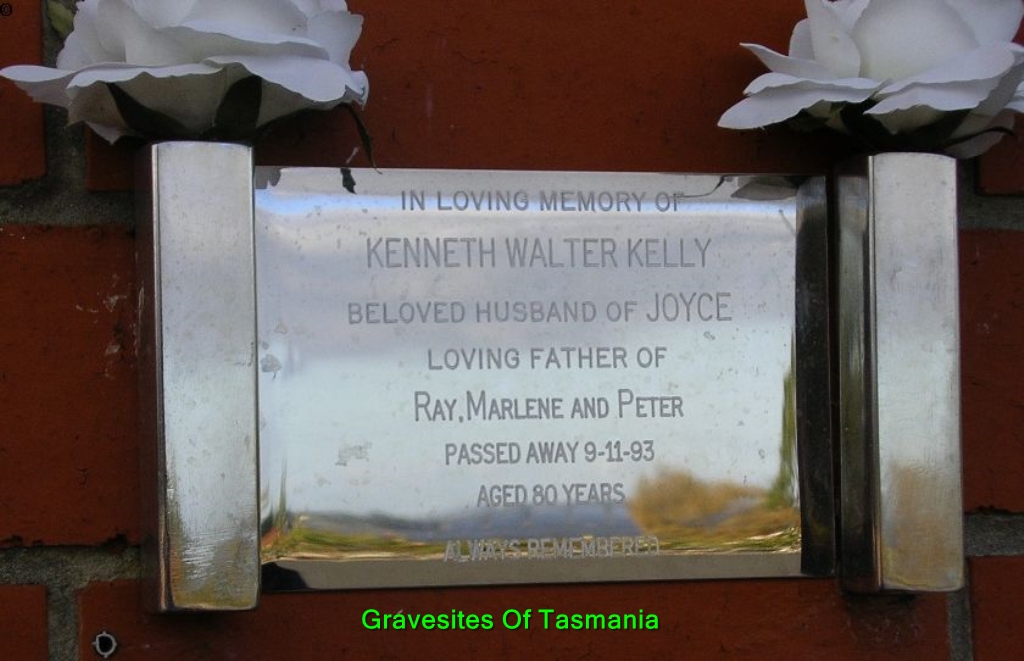 IN LOVING MEMORY OF
KENNETH WALTER KELLY
BELOVED HUSBAND OF JOYCE
LOVING FATHER OF
RAY, MARLENE AND PETER
PASSED AWAY 9-11-93
AGED 80 YEARS
ALWAYS REMEMBERED
Gravesites Of Tasmania